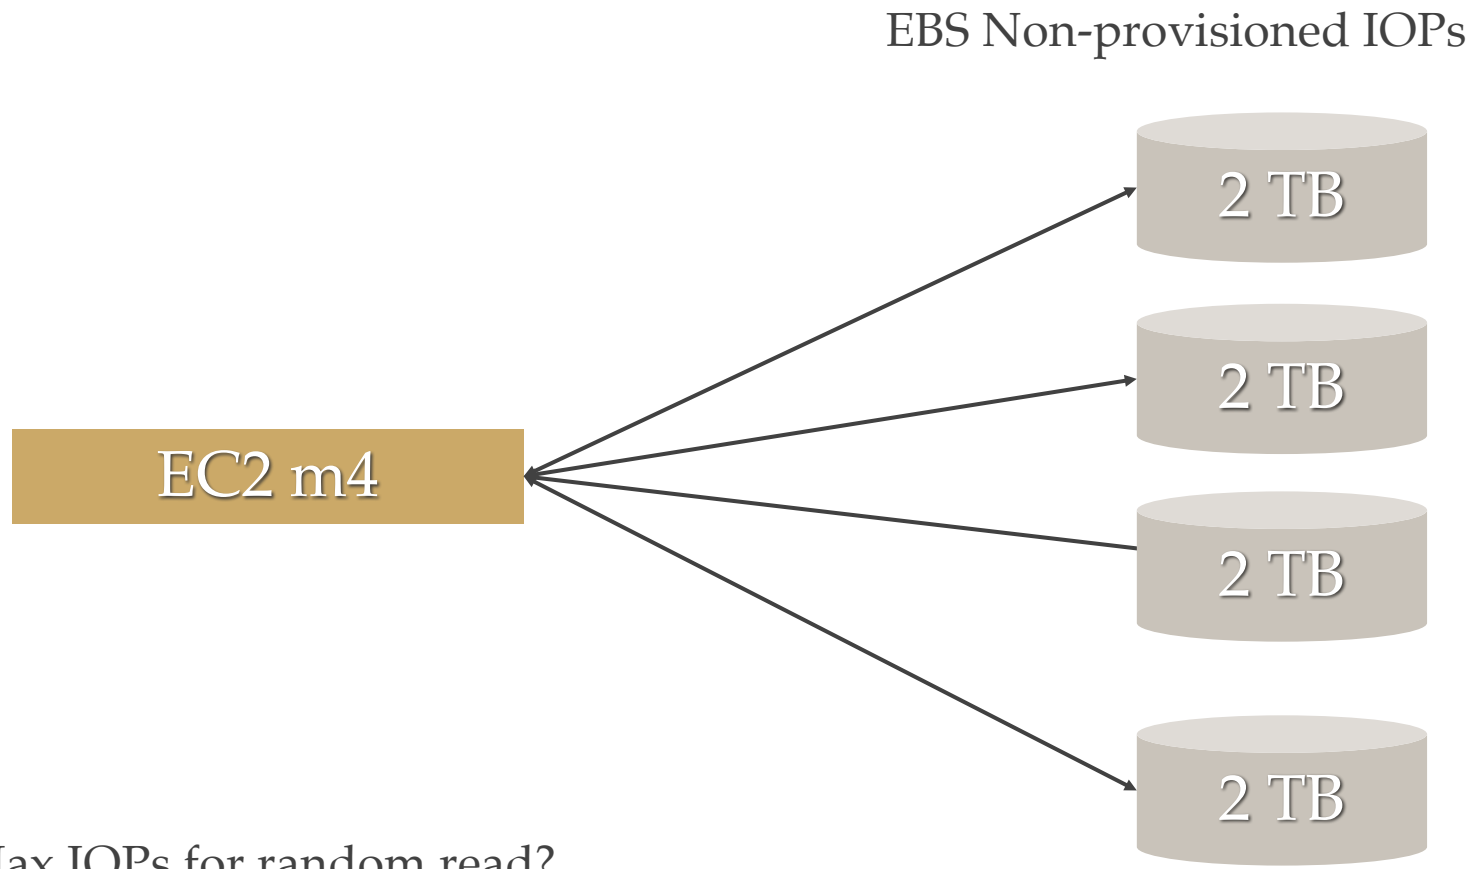 EBS Non-provisioned IOPs
2 TB
2 TB
EC2 m4
2 TB
2 TB
IOPs for random read?